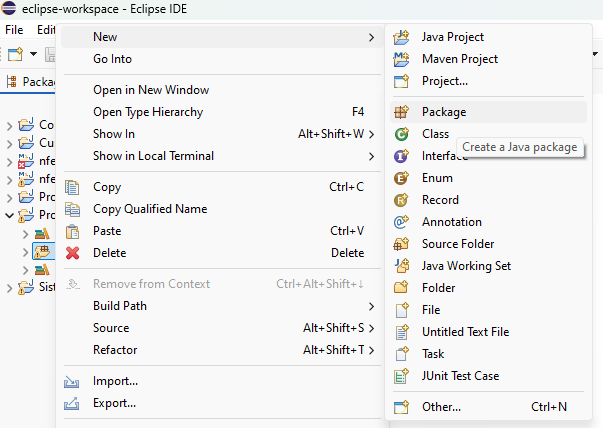 eclipse-workspace - Eclipse IDE
File
Edit
New
Go Into
Open in New Window
Open Type Hierarchy F4
Show In Alt+Shift+W
Show in Local Terminal
Copy Ctrl+C
Copy Qualified Name
Paste Ctrl+V
Delete Delete
Remove from Context Ctrl+Alt+Shift+↓
Build Path
Source Alt+Shift+S
Refactor Alt+Shift+T
Import...
Export...
Java Project
Maven Project
Project...
Package
Class
Create a Java package
Interface
Enum
Record
Annotation
Source Folder
Java Working Set
Folder
File
Untitled Text File
Task
JUnit Test Case
Other... Ctrl+N
Packa
Co
Cu
nfe
nfe
Pro
Pro
Sist